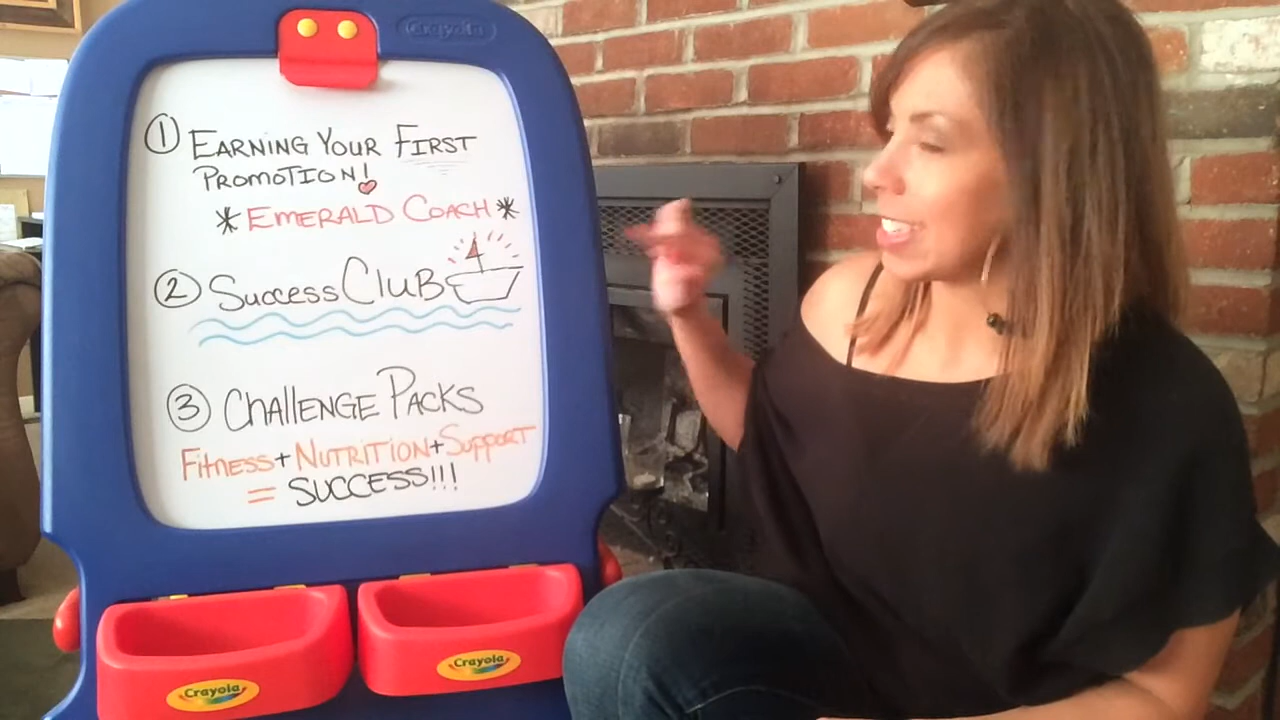 Crayola
① EARNING YOUR FIRST
PROMOTION!
* EMERALD COACH *
② SUCCESS CLUB
③ CHALLENGE PACKS
FITNESS + NUTRITION + SUPPORT
= SUCCESS!!!
Crayola
Crayola